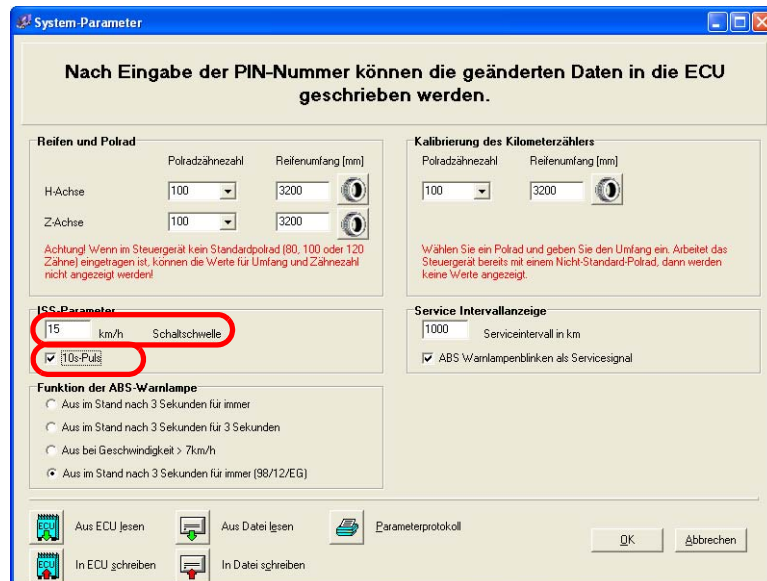 System-Parameter
Nach Eingabe der PIN-Nummer können die geänderten Daten in die ECU
geschrieben werden.
Reifen und Polrad
Polradzähnezahl Reifenumfang [mm]
H-Achse 100 3200
Z-Achse 100 3200
Achtung! Wenn im Steuergerät kein Standardpolrad (80, 100 oder 120
Zähne) eingetragen ist, können die Werte für Umfang und Zähnezahl
nicht angezeigt werden!
Kalibrierung des Kilometerzählers
Polradzähnezahl Reifenumfang [mm]
100 3200
Wählen Sie ein Polrad und geben Sie den Umfang ein. Arbeitet das
Steuergerät bereits mit einem Nicht-Standard-Polrad, dann werden
keine Werte angezeigt.
ISS-Parameter
15 km/h Schaltschwelle
10s-Puls
Service Intervallanzeige
1000 Serviceintervall in km
ABS Warnlampenblinken als Servicesignal
Funktion der ABS-Warnlampe
Aus im Stand nach 3 Sekunden für immer
Aus im Stand nach 3 Sekunden für 3 Sekunden
Aus bei Geschwindigkeit > 7km/h
Aus im Stand nach 3 Sekunden für immer (98/12/EG)
ECU Aus ECU lesen Aus Datei lesen Parameterprotokoll
OK Abbrechen
ECU In ECU schreiben In Datei schreiben